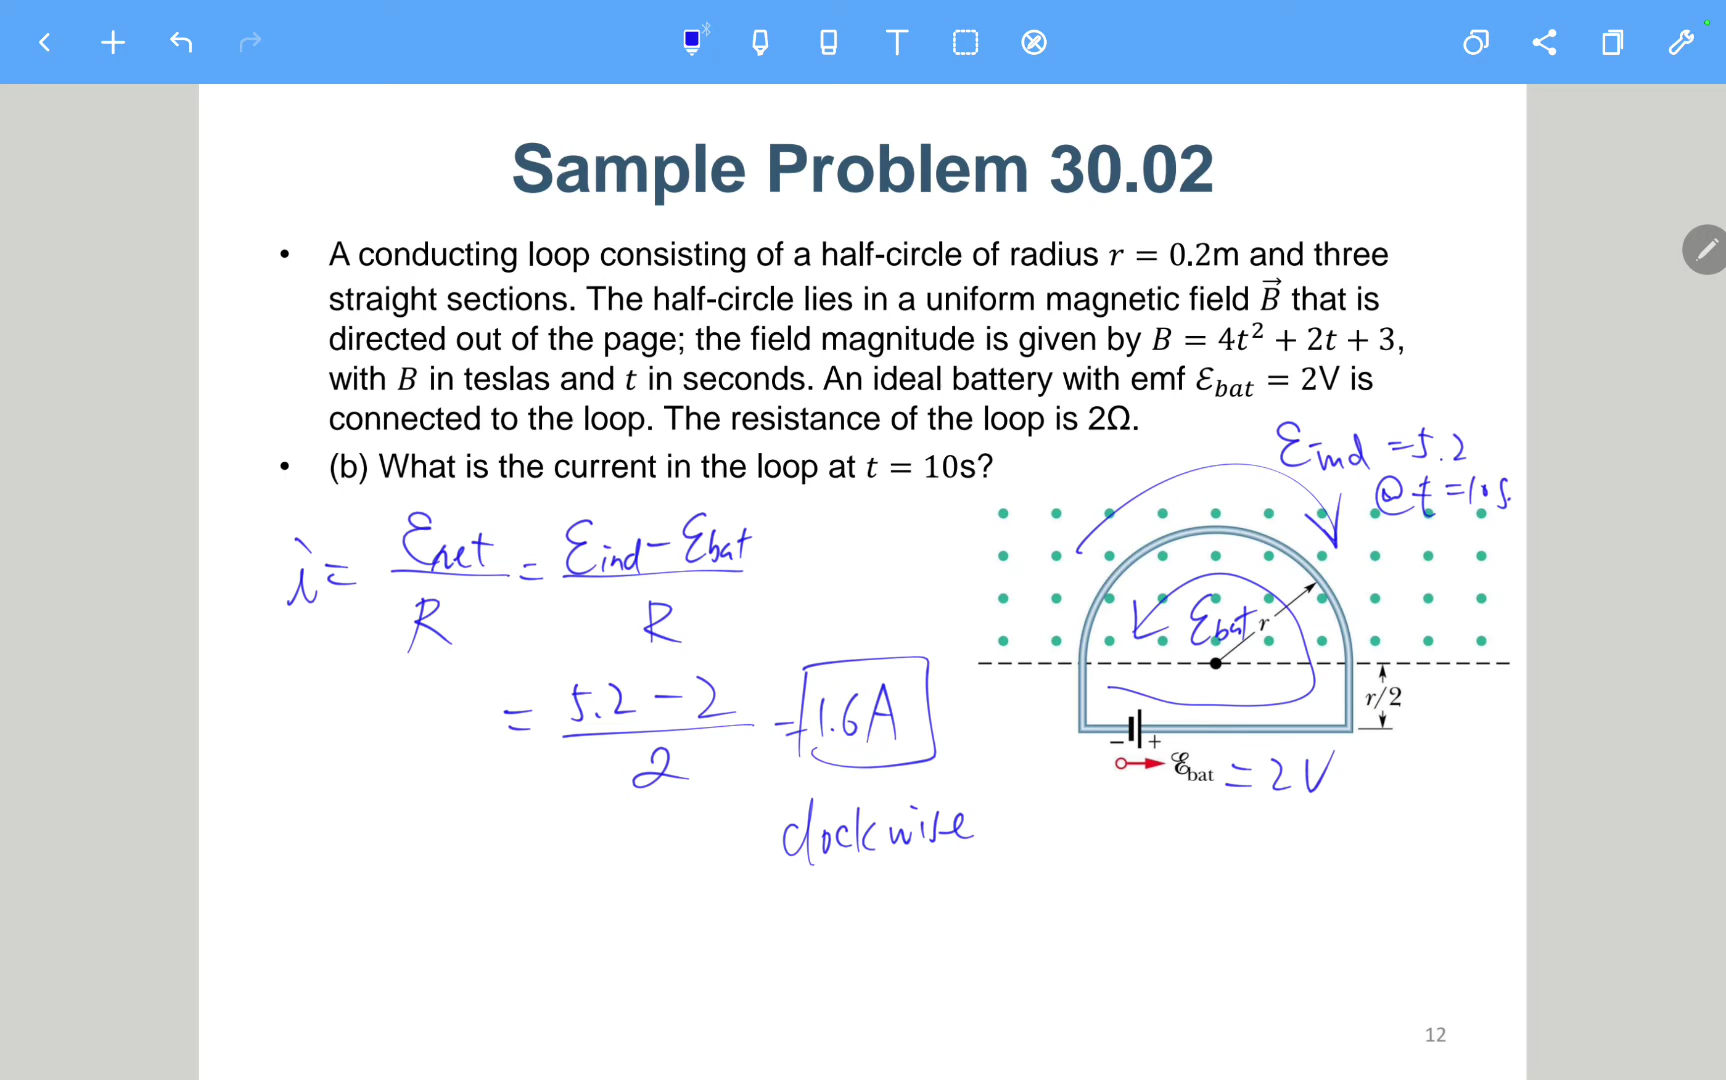 Sample Problem 30.02
• A conducting loop consisting of a half-circle of radius r = 0.2m and three
straight sections. The half-circle lies in a uniform magnetic field B⃗ that is
directed out of the page; the field magnitude is given by B = 4t² + 2t + 3,
with B in teslas and t in seconds. An ideal battery with emf ℰ_bat = 2V is
connected to the loop. The resistance of the loop is 2Ω.
• (b) What is the current in the loop at t = 10s?
ℰind = 5.2
@ t = 10s.
i = ℰnet / R = (ℰind − ℰbat) / R
= (5.2 − 2) / 2 = 1.6A
clockwise
ℰbat
r
r/2
− +
ℰ_bat = 2V
12
T